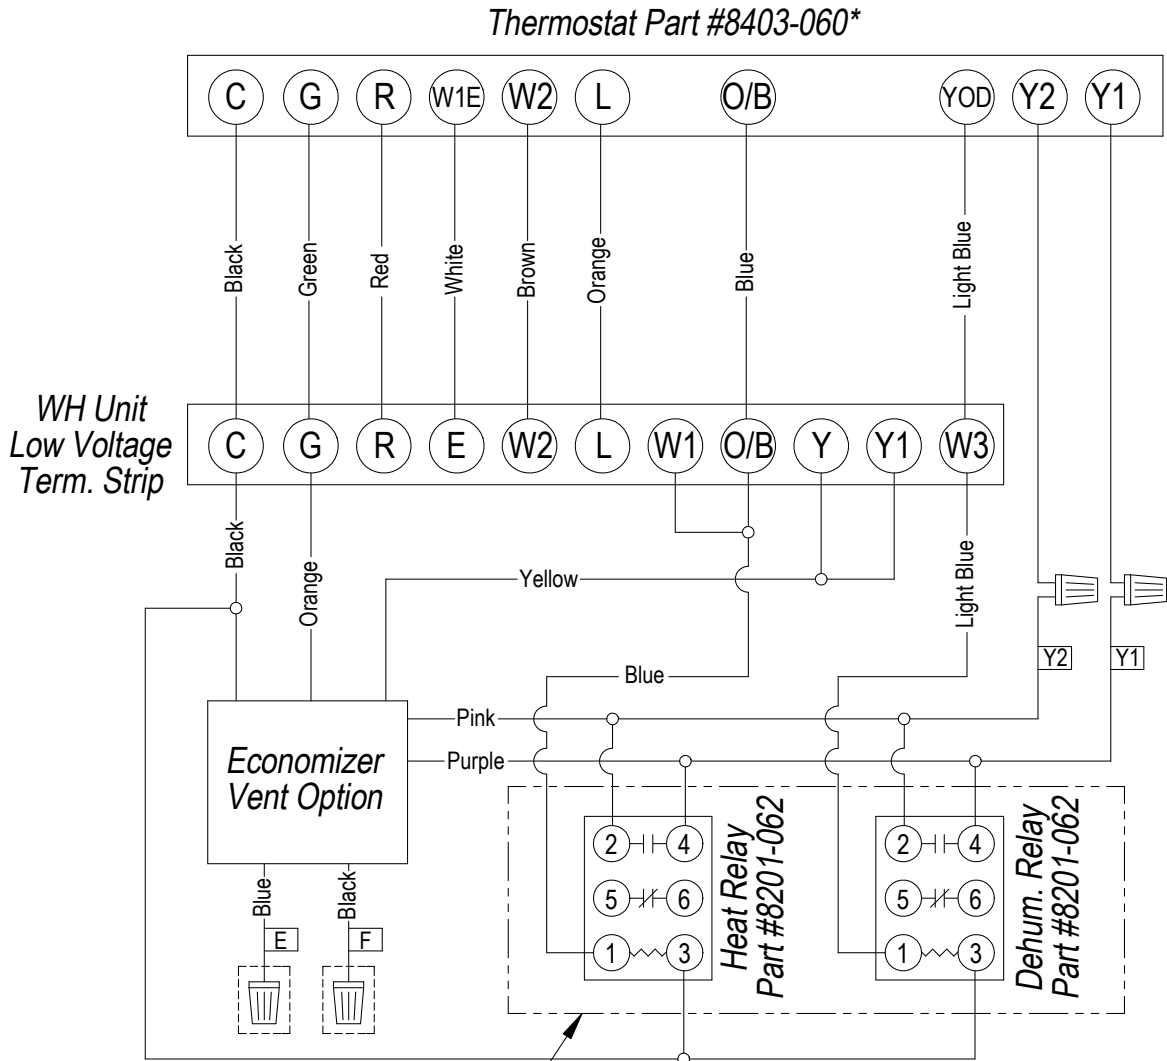 Thermostat Part #8403-060*
C G R W1E W2 L O/B YOD Y2 Y1
Black
Green
Red
White
Brown
Orange
Blue
Light Blue
WH Unit
Low Voltage
Term. Strip
C G R E W2 L W1 O/B Y Y1 W3
Black
Orange
Yellow
Light Blue
Y2
Y1
Blue
Pink
Purple
Economizer
Vent Option
2 4
5 6
1 3
Heat Relay
Part #8201-062
2 4
5 6
1 3
Dehum. Relay
Part #8201-062
Blue
Black
E
F